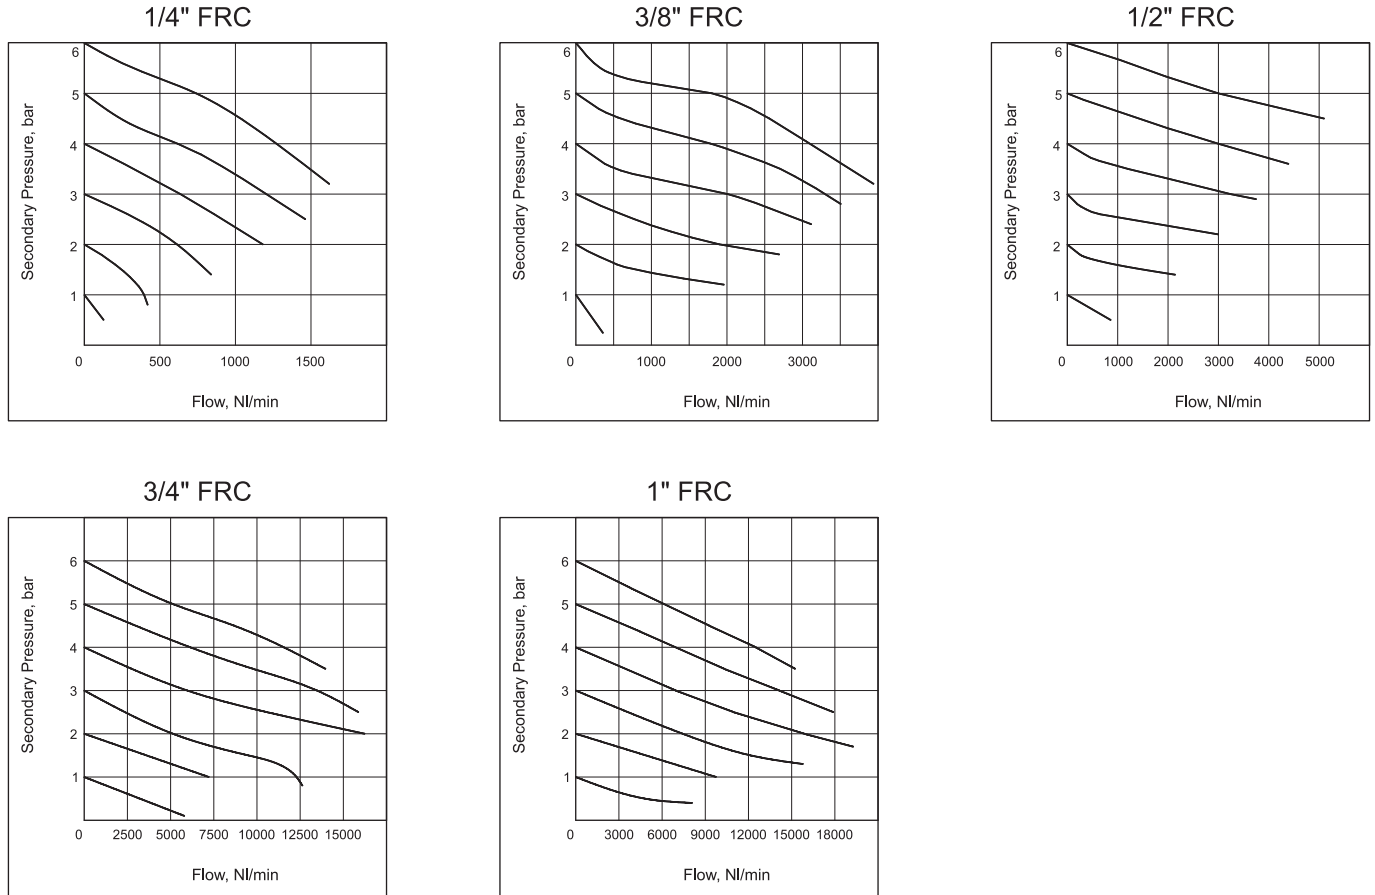 1/4" FRC
Secondary Pressure, bar
6
5
4
3
2
1
0 500 1000 1500
Flow, Nl/min
3/8" FRC
Secondary Pressure, bar
6
5
4
3
2
1
0 1000 2000 3000
Flow, Nl/min
1/2" FRC
Secondary Pressure, bar
6
5
4
3
2
1
0 1000 2000 3000 4000 5000
Flow, Nl/min
3/4" FRC
Secondary Pressure, bar
6
5
4
3
2
1
0 2500 5000 7500 10000 12500 15000
Flow, Nl/min
1" FRC
Secondary Pressure, bar
6
5
4
3
2
1
0 3000 6000 9000 12000 15000 18000
Flow, Nl/min